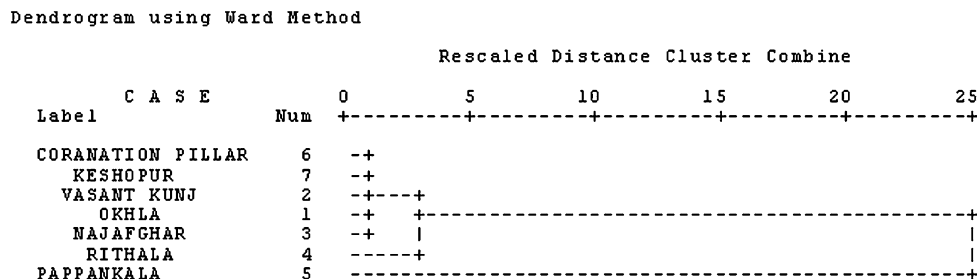 Dendrogram using Ward Method
Rescaled Distance Cluster Combine
C A S E 0 5 10 15 20 25
Label Num +---------+---------+---------+---------+---------+
CORANATION PILLAR 6 -+
KESHOPUR 7 -+
VASANT KUNJ 2 -+---+
OKHLA 1 -+ +-------------------------------------------+
NAJAFGHAR 3 -+ | |
RITHALA 4 -----+ |
PAPPANKALA 5 -------------------------------------------------+